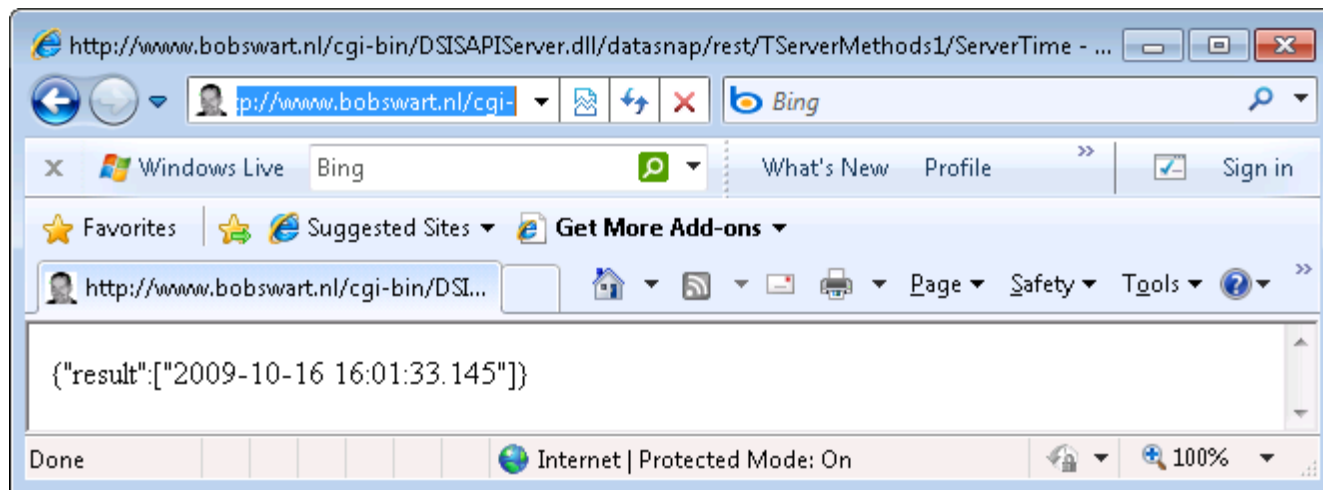 http://www.bobswart.nl/cgi-bin/DSISAPIServer.dll/datasnap/rest/TServerMethods1/ServerTime - ...
tp://www.bobswart.nl/cgi- Bing
x Windows Live Bing What's New Profile » Sign in
Favorites Suggested Sites Get More Add-ons
http://www.bobswart.nl/cgi-bin/DSI... Page Safety Tools »
{"result":["2009-10-16 16:01:33.145"]}
Done Internet | Protected Mode: On 100%